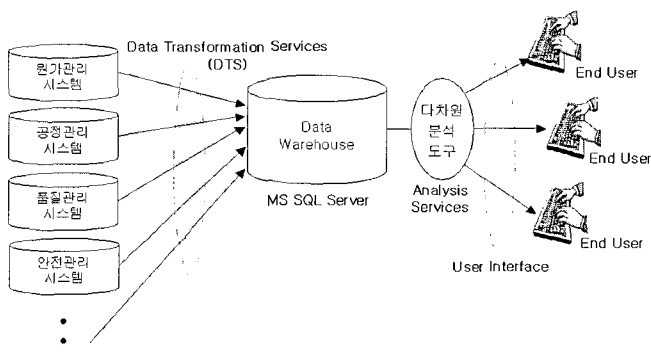 Data Transformation Services
(DTS)
원가관리
시스템
공정관리
시스템
품질관리
시스템
안전관리
시스템
Data
Warehouse
MS SQL Server
다차원
분석
도구
Analysis
Services
End User
End User
End User
User Interface